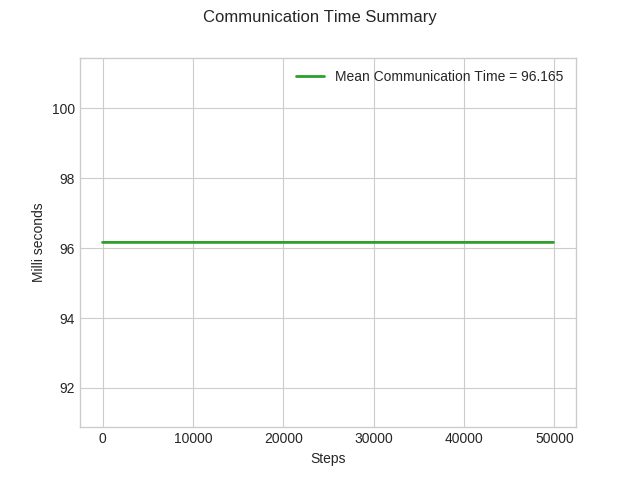 Communication Time Summary
Mean Communication Time = 96.165
100
98
96
94
92
Milli seconds
0 10000 20000 30000 40000 50000
Steps